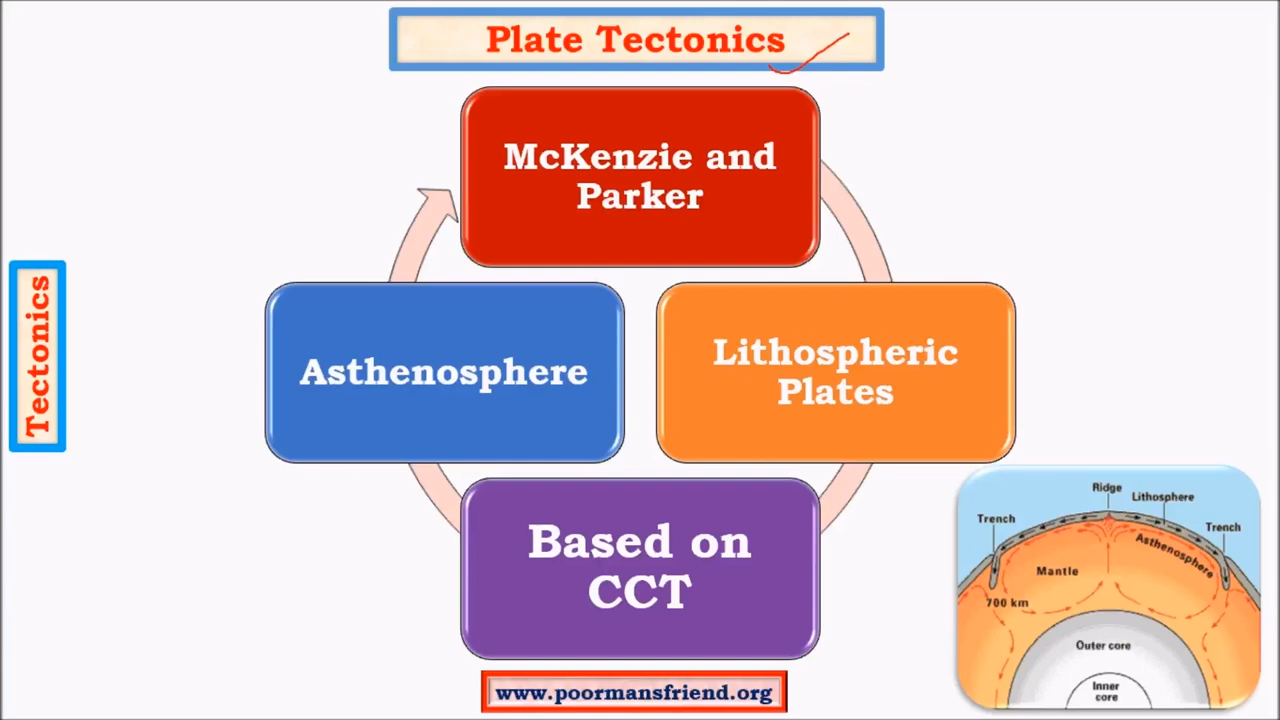 Plate Tectonics
McKenzie and
Parker
Tectonics
Asthenosphere
Lithospheric
Plates
Based on
CCT
Ridge
Lithosphere
Trench
Trench
Asthenosphere
Mantle
700 km
Outer core
Inner
core
www.poormansfriend.org